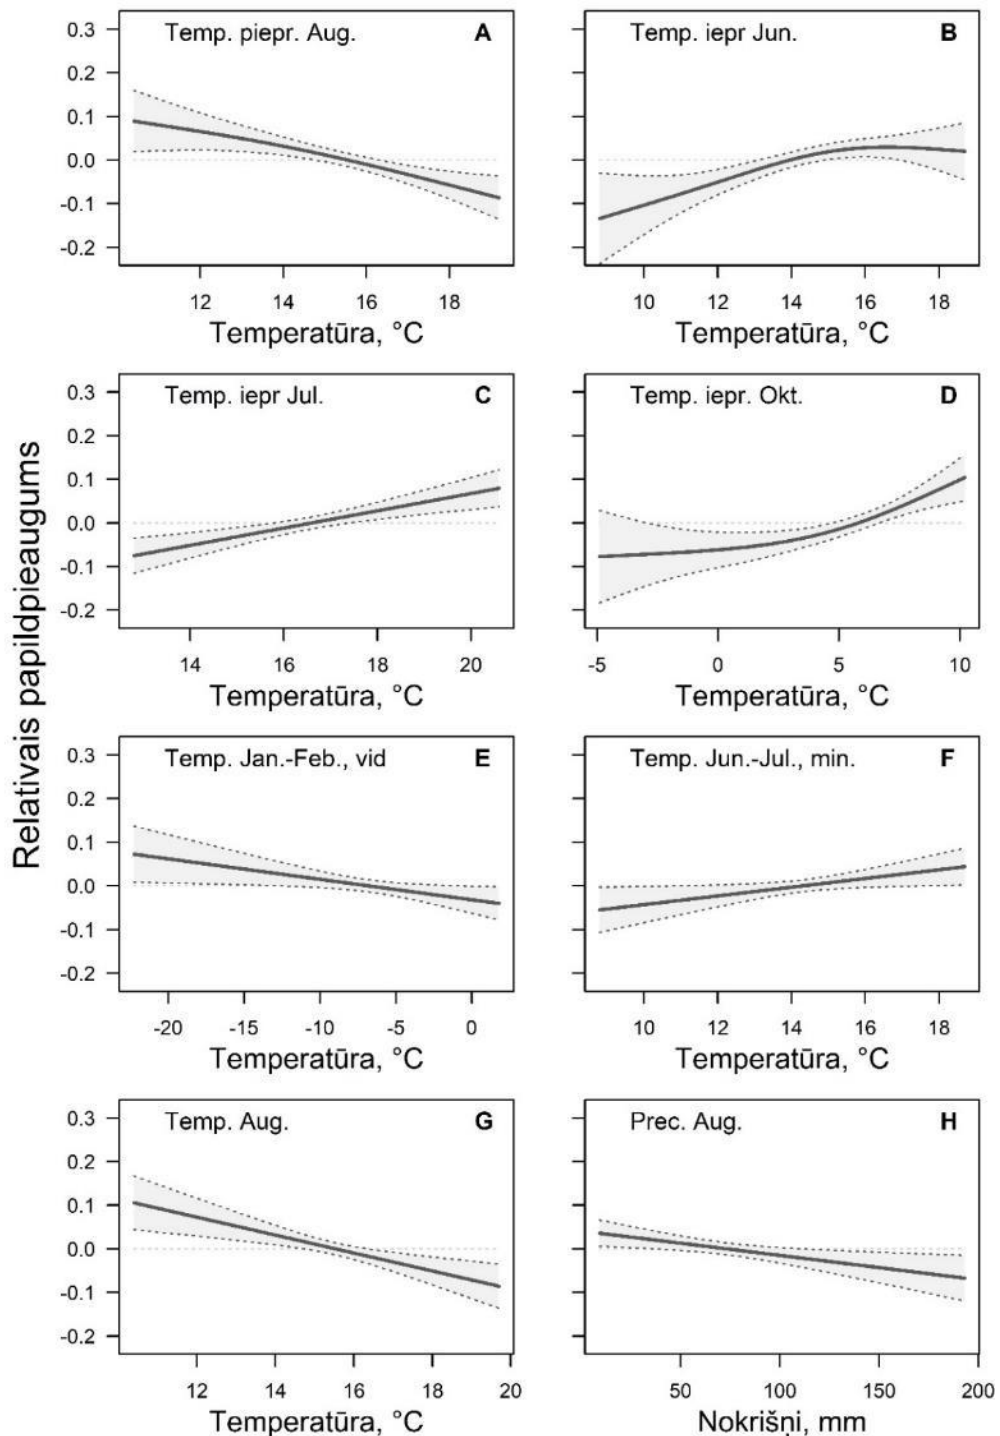 Relativais papildpieaugums
Temp. piepr. Aug. A
0.3
0.2
0.1
0.0
-0.1
-0.2
12 14 16 18
Temperatūra, °C
Temp. iepr Jun. B
10 12 14 16 18
Temperatūra, °C
Temp. iepr Jul. C
0.3
0.2
0.1
0.0
-0.1
-0.2
14 16 18 20
Temperatūra, °C
Temp. iepr. Okt. D
-5 0 5 10
Temperatūra, °C
Temp. Jan.-Feb., vid E
0.3
0.2
0.1
0.0
-0.1
-0.2
-20 -15 -10 -5 0
Temperatūra, °C
Temp. Jun.-Jul., min. F
10 12 14 16 18
Temperatūra, °C
Temp. Aug. G
0.3
0.2
0.1
0.0
-0.1
-0.2
12 14 16 18 20
Temperatūra, °C
Prec. Aug. H
50 100 150 200
Nokrišņi, mm